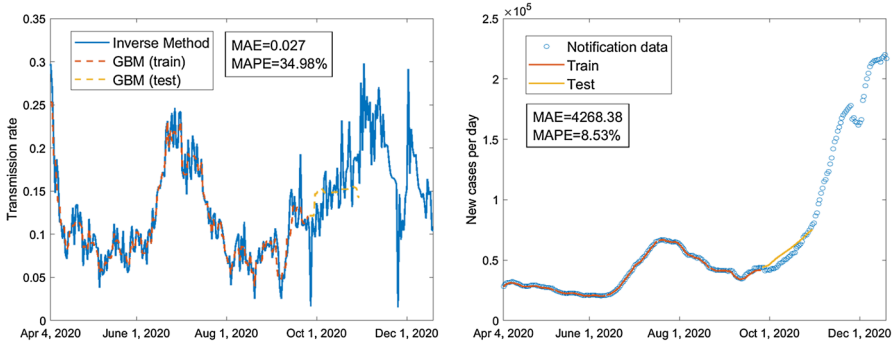 0.35
0.3
0.25
0.2
0.15
0.1
0.05
0
Transmission rate
Inverse Method
GBM (train)
GBM (test)
MAE=0.027
MAPE=34.98%
Apr 4, 2020
June 1, 2020
Aug 1, 2020
Oct 1, 2020
Dec 1, 2020
2.5
×10⁵
2
1.5
1
0.5
0
New cases per day
Notification data
Train
Test
MAE=4268.38
MAPE=8.53%
Apr 4, 2020
June 1, 2020
Aug 1, 2020
Oct 1, 2020
Dec 1, 2020